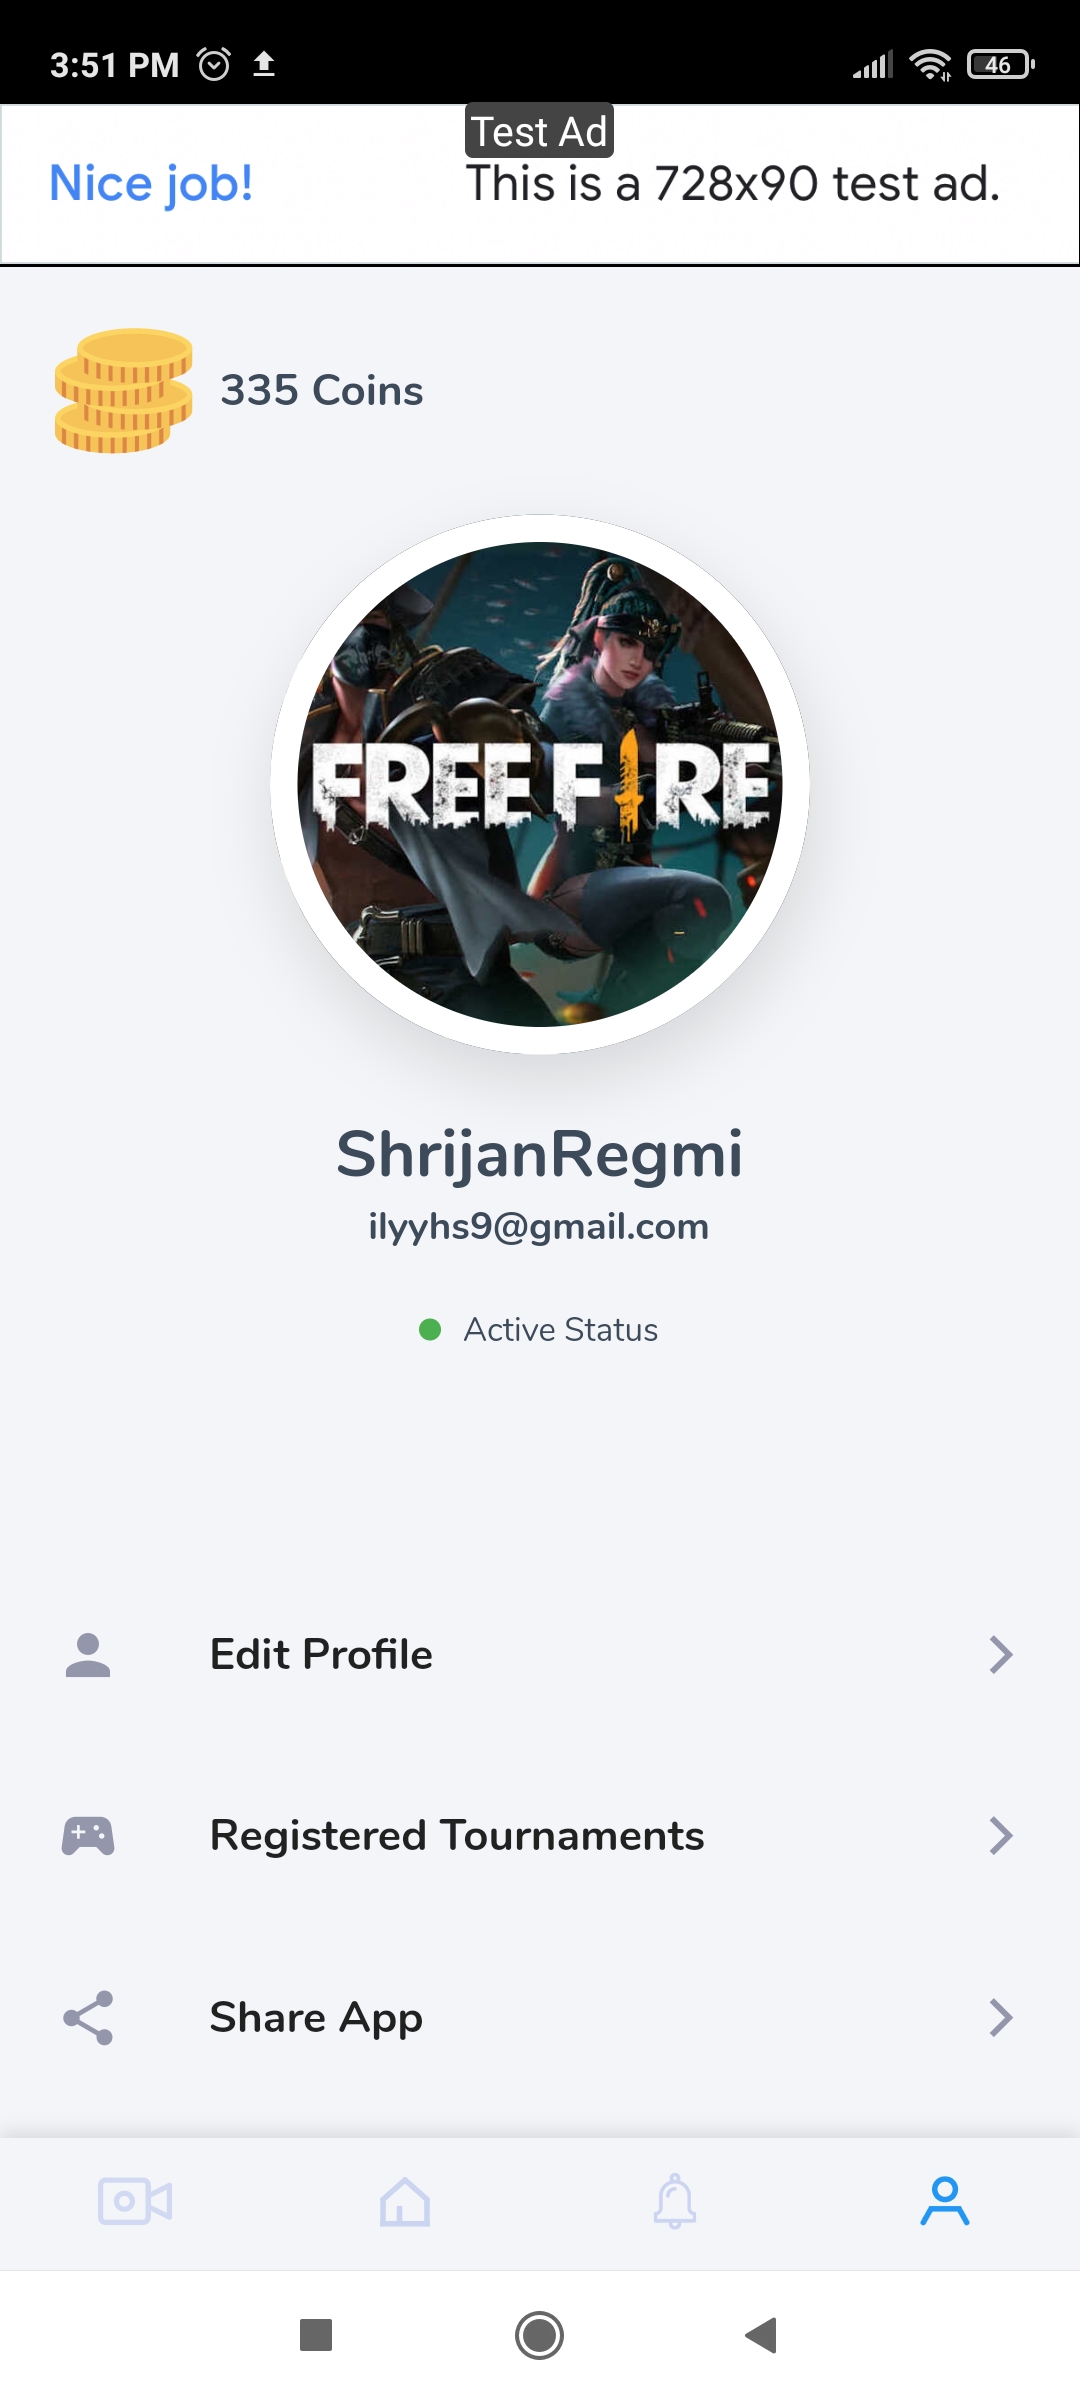 3:51 PM
46
Test Ad
Nice job!
This is a 728x90 test ad.
335 Coins
FREE FIRE
ShrijanRegmi
ilyyhs9@gmail.com
Active Status
Edit Profile
Registered Tournaments
Share App